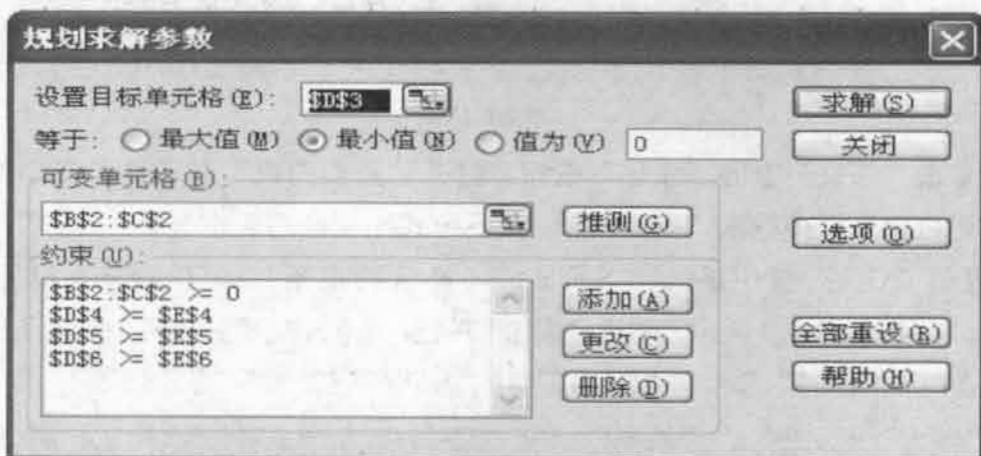 规划求解参数
设置目标单元格(E): $D$3 求解(S)
等于: 最大值(M) 最小值(N) 值为(V) 0 关闭
可变单元格(B):
$B$2:$C$2 推测(G) 选项(O)
约束(U):
$B$2:$C$2 >= 0 添加(A)
$D$4 >= $E$4
$D$5 >= $E$5 更改(C) 全部重设(R)
$D$6 >= $E$6
删除(D) 帮助(H)